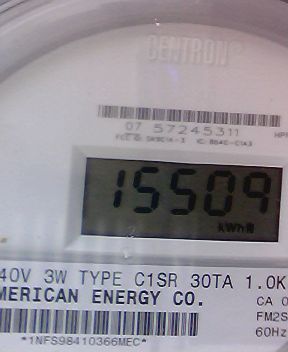 CENTRON®
07 57245311
15509
kWh
40V 3W TYPE C1SR 30TA 1.0K
MERICAN ENERGY CO.
CA 0
FM2S
60Hz
*1NFS98410366MEC*